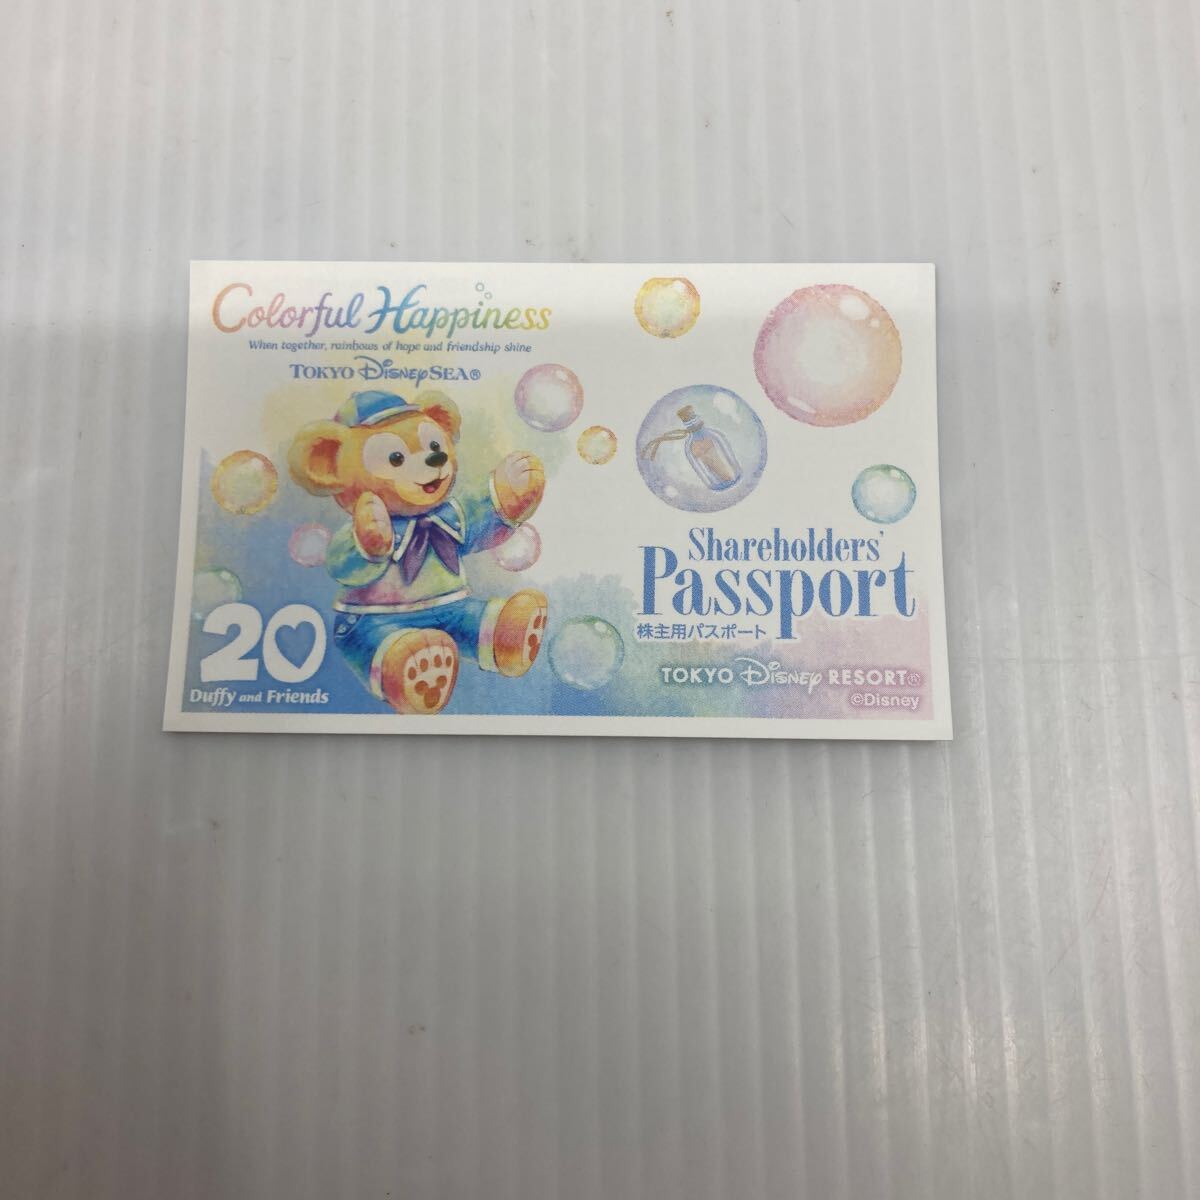 Colorful Happiness
When together, rainbows of hope and friendship shine
TOKYO DISNEYSEA®
20
Duffy and Friends
Shareholders'
Passport
株主用パスポート
TOKYO DISNEY RESORT®
©Disney